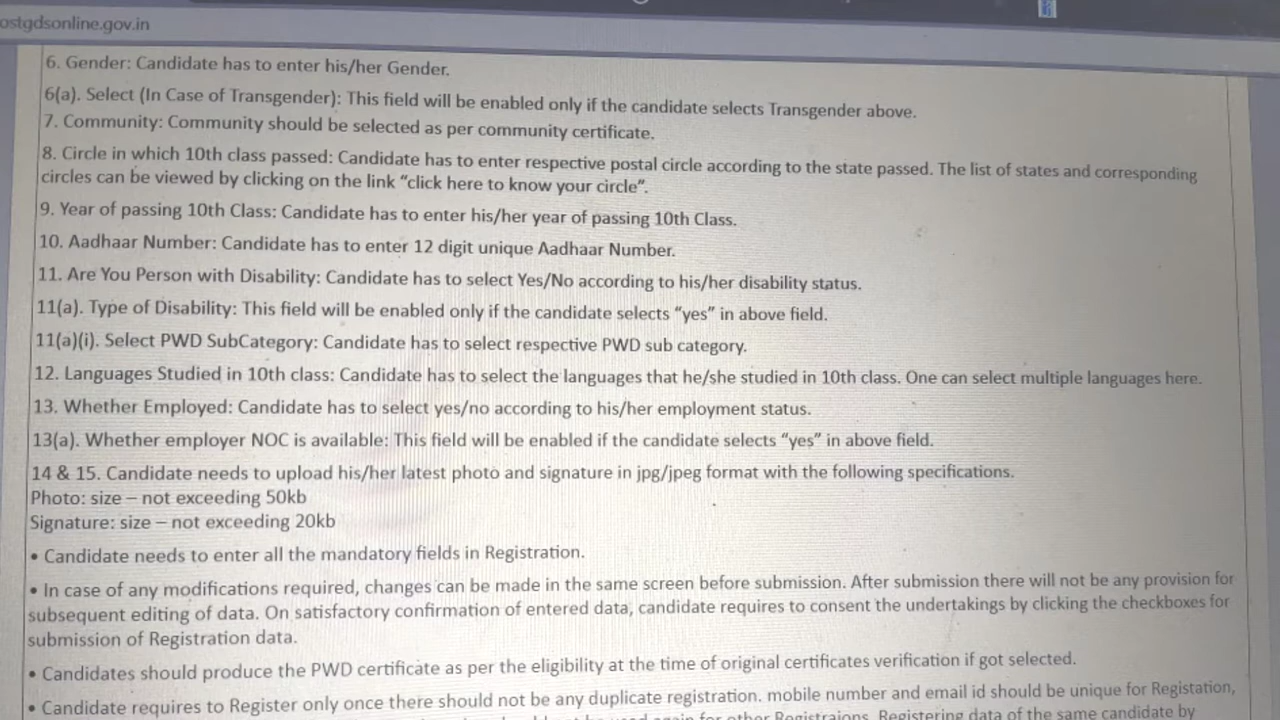 ostgdsonline.gov.in
6. Gender: Candidate has to enter his/her Gender.
6(a). Select (In Case of Transgender): This field will be enabled only if the candidate selects Transgender above.
7. Community: Community should be selected as per community certificate.
8. Circle in which 10th class passed: Candidate has to enter respective postal circle according to the state passed. The list of states and corresponding
circles can be viewed by clicking on the link “click here to know your circle”.
9. Year of passing 10th Class: Candidate has to enter his/her year of passing 10th Class.
10. Aadhaar Number: Candidate has to enter 12 digit unique Aadhaar Number.
11. Are You Person with Disability: Candidate has to select Yes/No according to his/her disability status.
11(a). Type of Disability: This field will be enabled only if the candidate selects “yes” in above field.
11(a)(i). Select PWD SubCategory: Candidate has to select respective PWD sub category.
12. Languages Studied in 10th class: Candidate has to select the languages that he/she studied in 10th class. One can select multiple languages here.
13. Whether Employed: Candidate has to select yes/no according to his/her employment status.
13(a). Whether employer NOC is available: This field will be enabled if the candidate selects “yes” in above field.
14 & 15. Candidate needs to upload his/her latest photo and signature in jpg/jpeg format with the following specifications.
Photo: size – not exceeding 50kb
Signature: size – not exceeding 20kb
• Candidate needs to enter all the mandatory fields in Registration.
• In case of any modifications required, changes can be made in the same screen before submission. After submission there will not be any provision for
subsequent editing of data. On satisfactory confirmation of entered data, candidate requires to consent the undertakings by clicking the checkboxes for
submission of Registration data.
• Candidates should produce the PWD certificate as per the eligibility at the time of original certificates verification if got selected.
• Candidate requires to Register only once there should not be any duplicate registration. mobile number and email id should be unique for Registation,
again for other Registraions. Registering data of the same candidate by